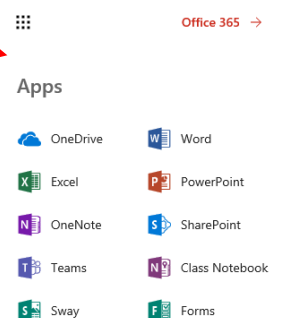 Office 365 →
Apps
OneDrive
Word
Excel
PowerPoint
OneNote
SharePoint
Teams
Class Notebook
Sway
Forms